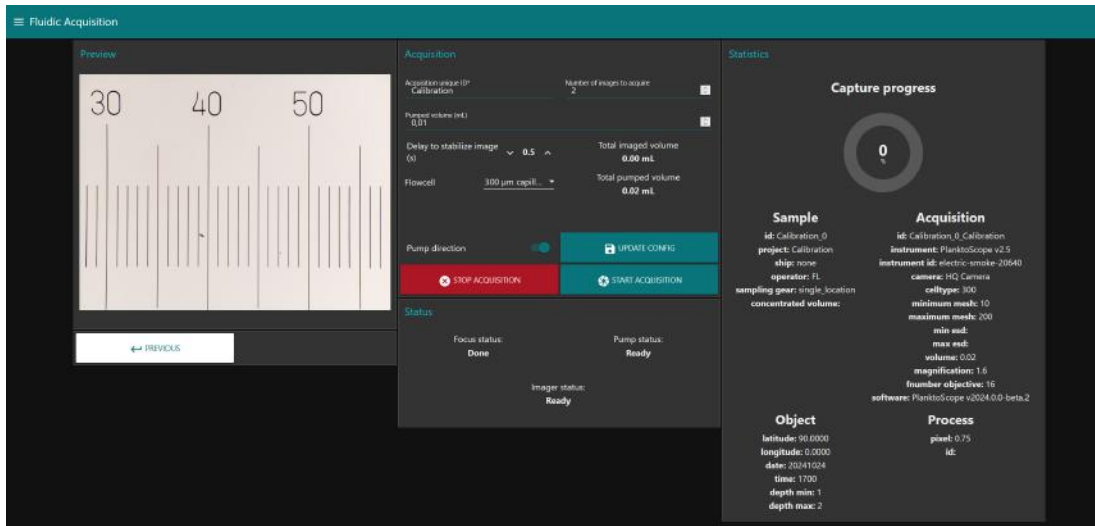 Fluidic Acquisition
Preview
30 40 50
PREVIOUS
Acquisition
Acquisition unique ID*
Calibration
Number of images to acquire
2
Pumped volume (mL)
0,01
Delay to stabilize image (s)
0.5
Total imaged volume
0.00 mL
Flowcell
300 µm capill...
Total pumped volume
0.02 mL
Pump direction
UPDATE CONFIG
STOP ACQUISITION
START ACQUISITION
Status
Focus status:
Done
Pump status:
Ready
Imager status:
Ready
Statistics
Capture progress
0
%
Sample
id: Calibration_0
project: Calibration
ship: none
operator: FL
sampling gear: single_location
concentrated volume:
Acquisition
id: Calibration_0_Calibration
instrument: PlanktoScope v2.5
instrument id: electric-smoke-20640
camera: HQ Camera
celltype: 300
minimum mesh: 10
maximum mesh: 200
min esd:
max esd:
volume: 0.02
magnification: 1.6
fnumber objective: 16
software: PlanktoScope v2024.0.0-beta.2
Object
latitude: 90.0000
longitude: 0.0000
date: 20241024
time: 1700
depth min: 1
depth max: 2
Process
pixel: 0.75
id: